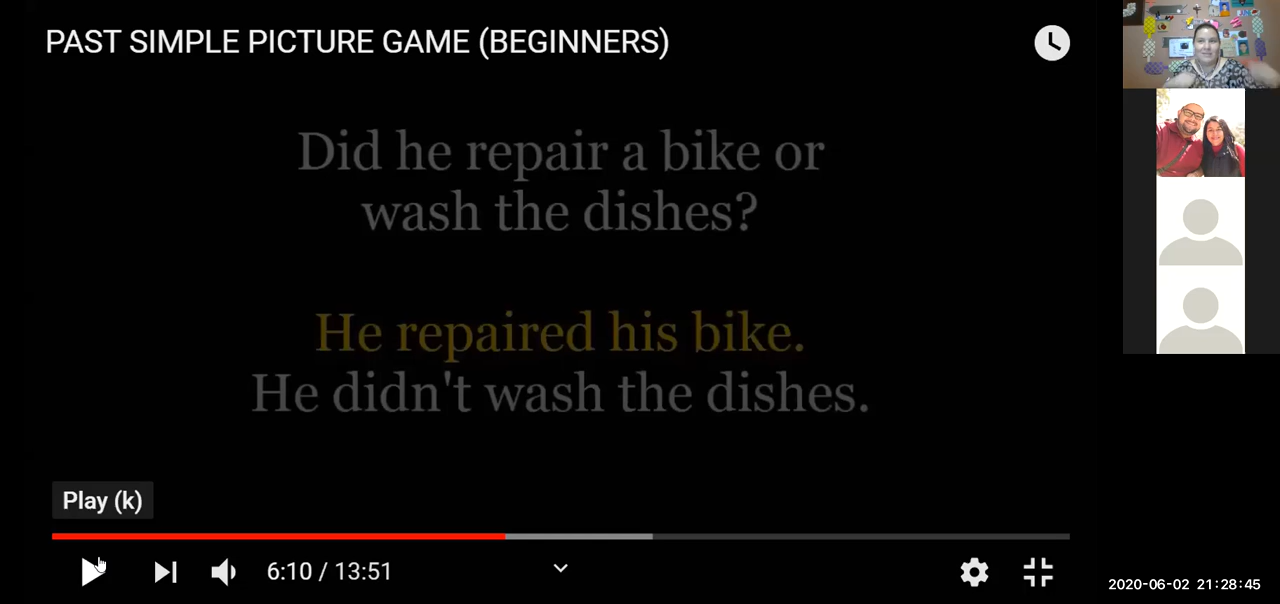 PAST SIMPLE PICTURE GAME (BEGINNERS)
Did he repair a bike or
wash the dishes?
He repaired his bike.
He didn't wash the dishes.
Play (k)
6:10 / 13:51
2020-06-02 21:28:45